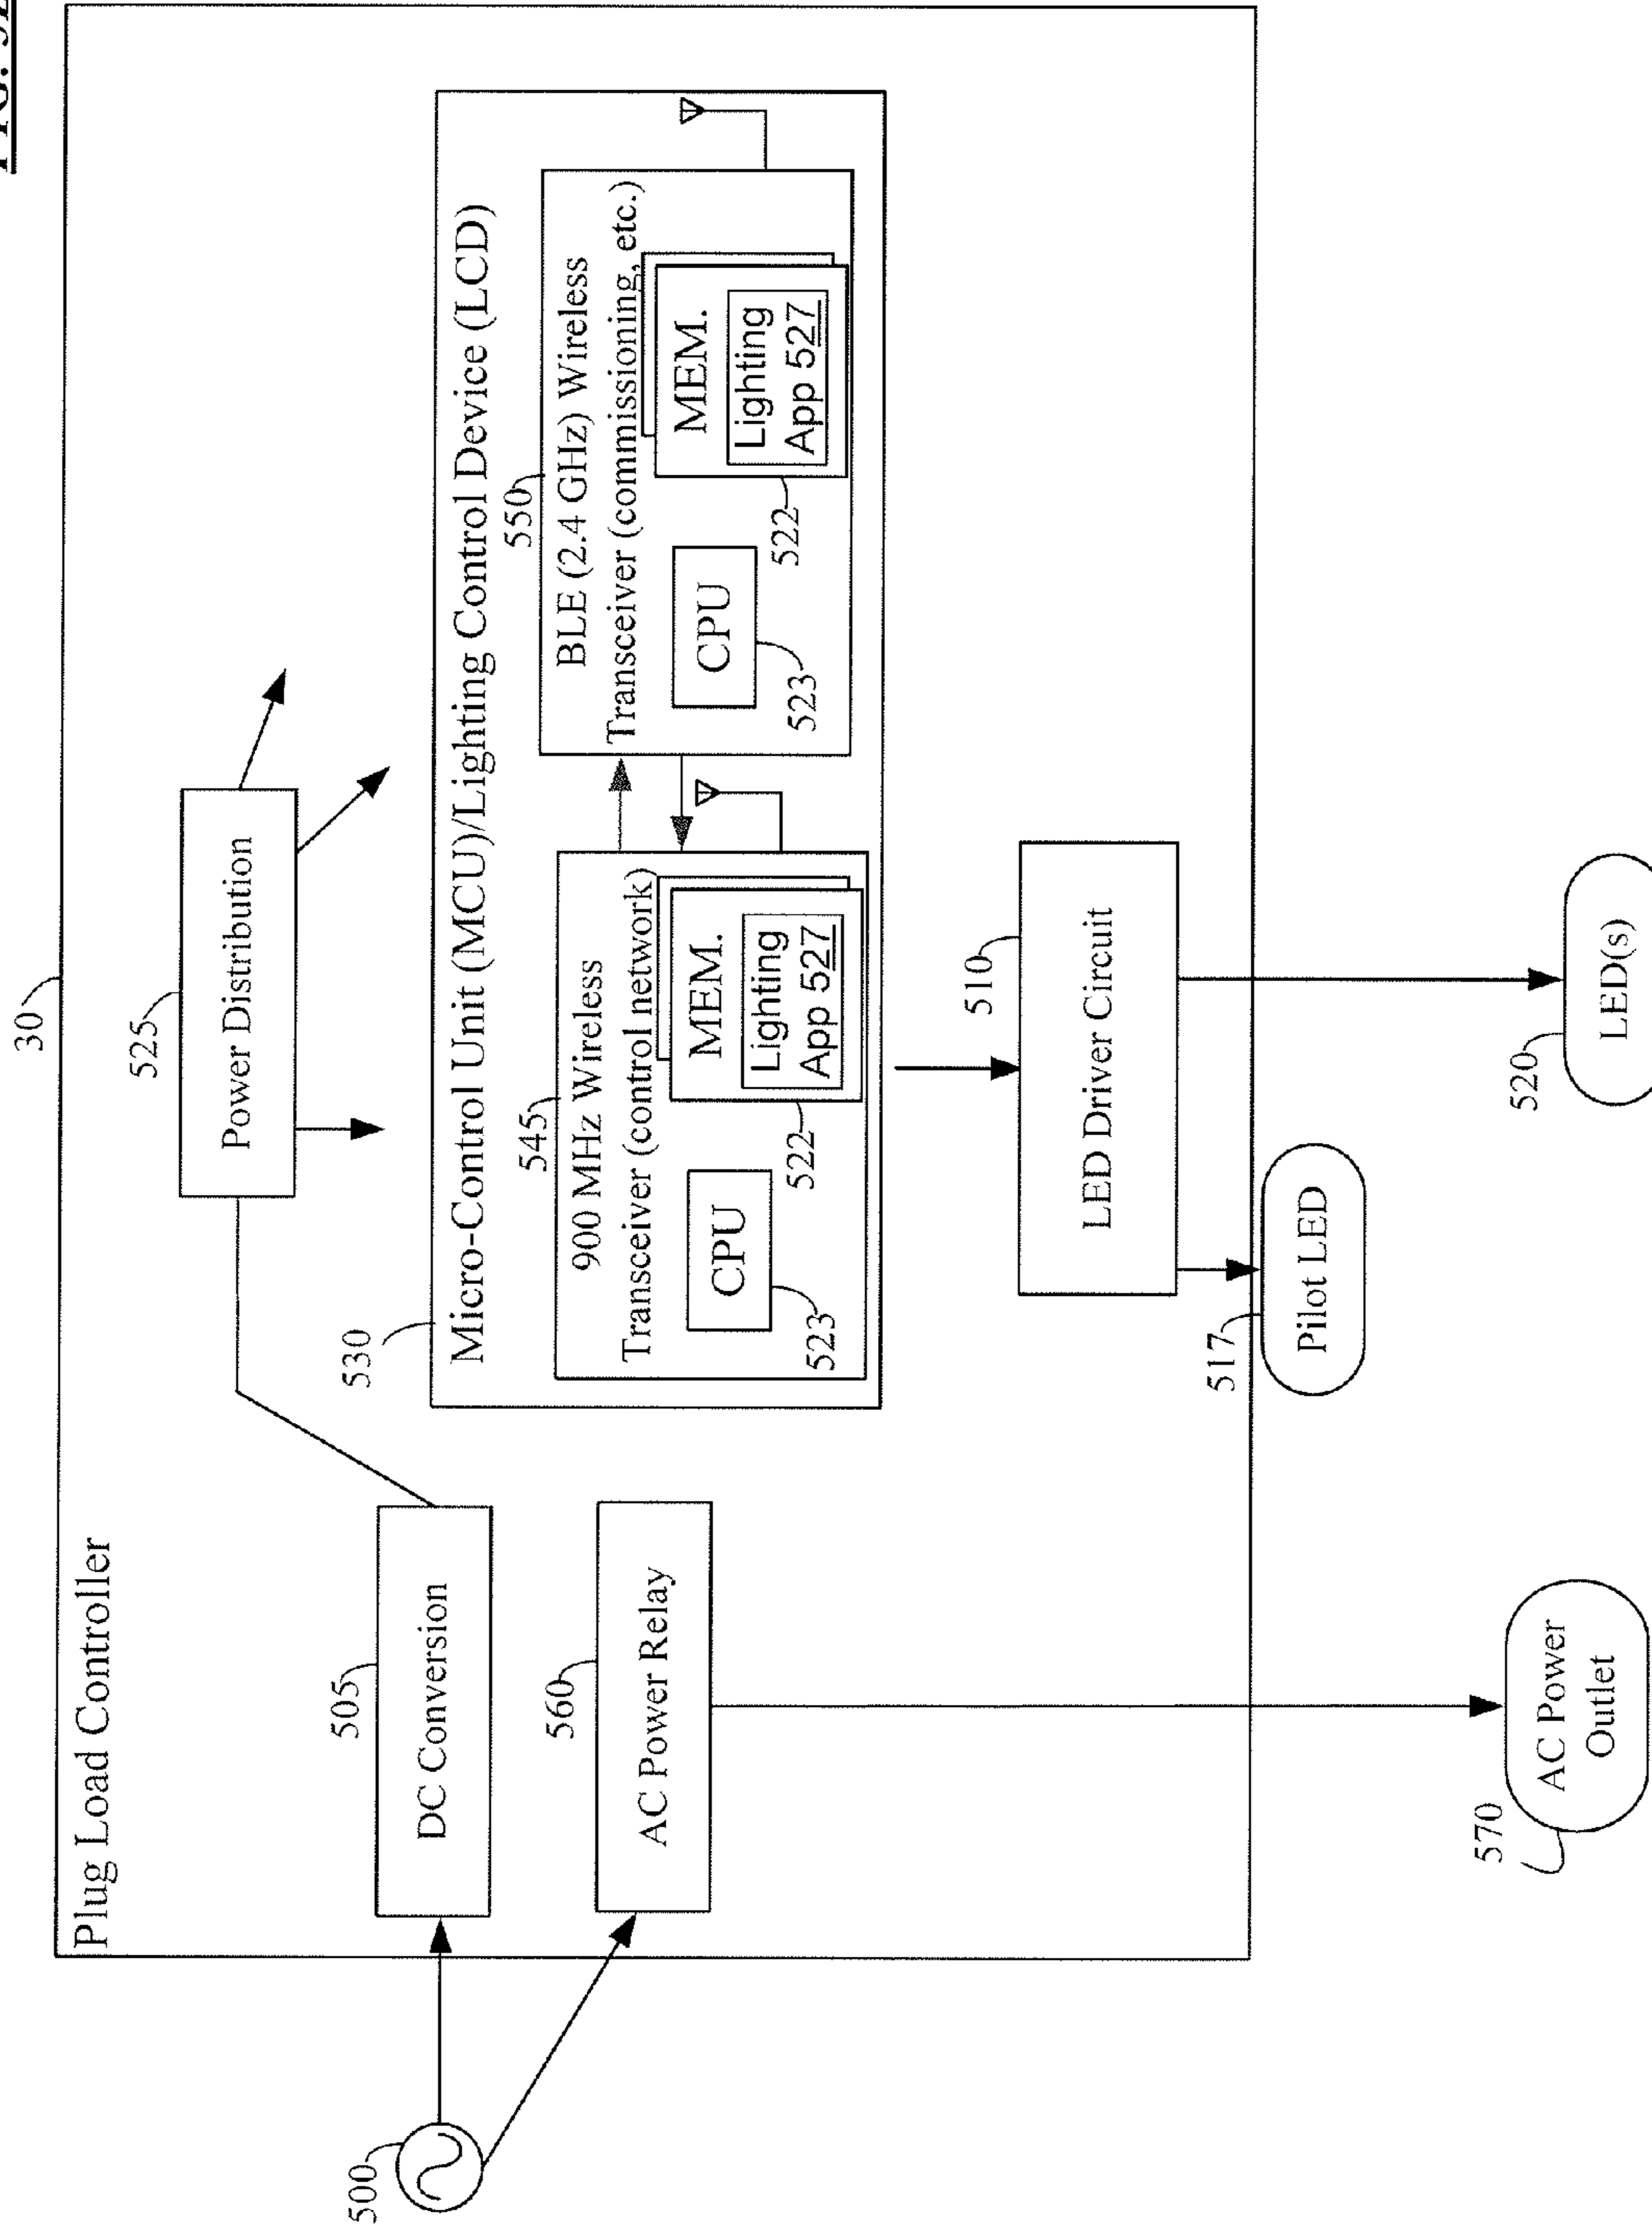 30
Plug Load Controller
525
Power Distribution
500
505
DC Conversion
530
Micro-Control Unit (MCU)/Lighting Control Device (LCD)
545
900 MHz Wireless
Transceiver (control network)
CPU
523
MEM.
Lighting
App 527
522
550
BLE (2.4 GHz) Wireless
Transceiver (commissioning, etc.)
CPU
523
MEM.
Lighting
App 527
522
560
AC Power Relay
510
LED Driver Circuit
517
Pilot LED
570
AC Power
Outlet
520
LED(s)